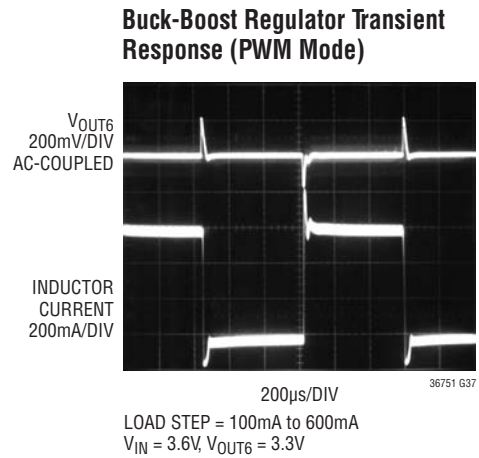 Buck-Boost Regulator Transient
Response (PWM Mode)
VOUT6
200mV/DIV
AC-COUPLED
INDUCTOR
CURRENT
200mA/DIV
200µs/DIV
36751 G37
LOAD STEP = 100mA to 600mA
VIN = 3.6V, VOUT6 = 3.3V